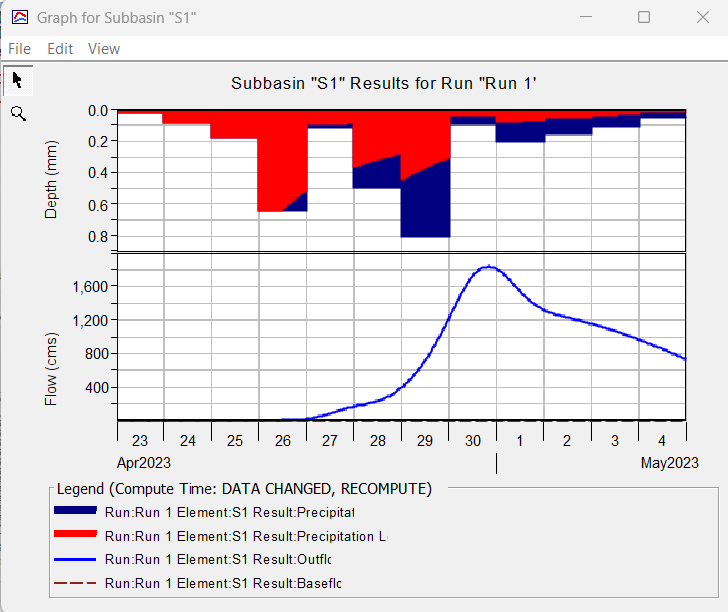 Graph for Subbasin "S1"
File Edit View
Subbasin "S1" Results for Run "Run 1'
0.0
0.2
0.4
0.6
0.8
Depth (mm)
1,600
1,200
800
400
Flow (cms)
23 24 25 26 27 28 29 30 1 2 3 4
Apr2023 May2023
Legend (Compute Time: DATA CHANGED, RECOMPUTE)
Run:Run 1 Element:S1 Result:Precipitat
Run:Run 1 Element:S1 Result:Precipitation L
Run:Run 1 Element:S1 Result:Outflo
Run:Run 1 Element:S1 Result:Baseflo